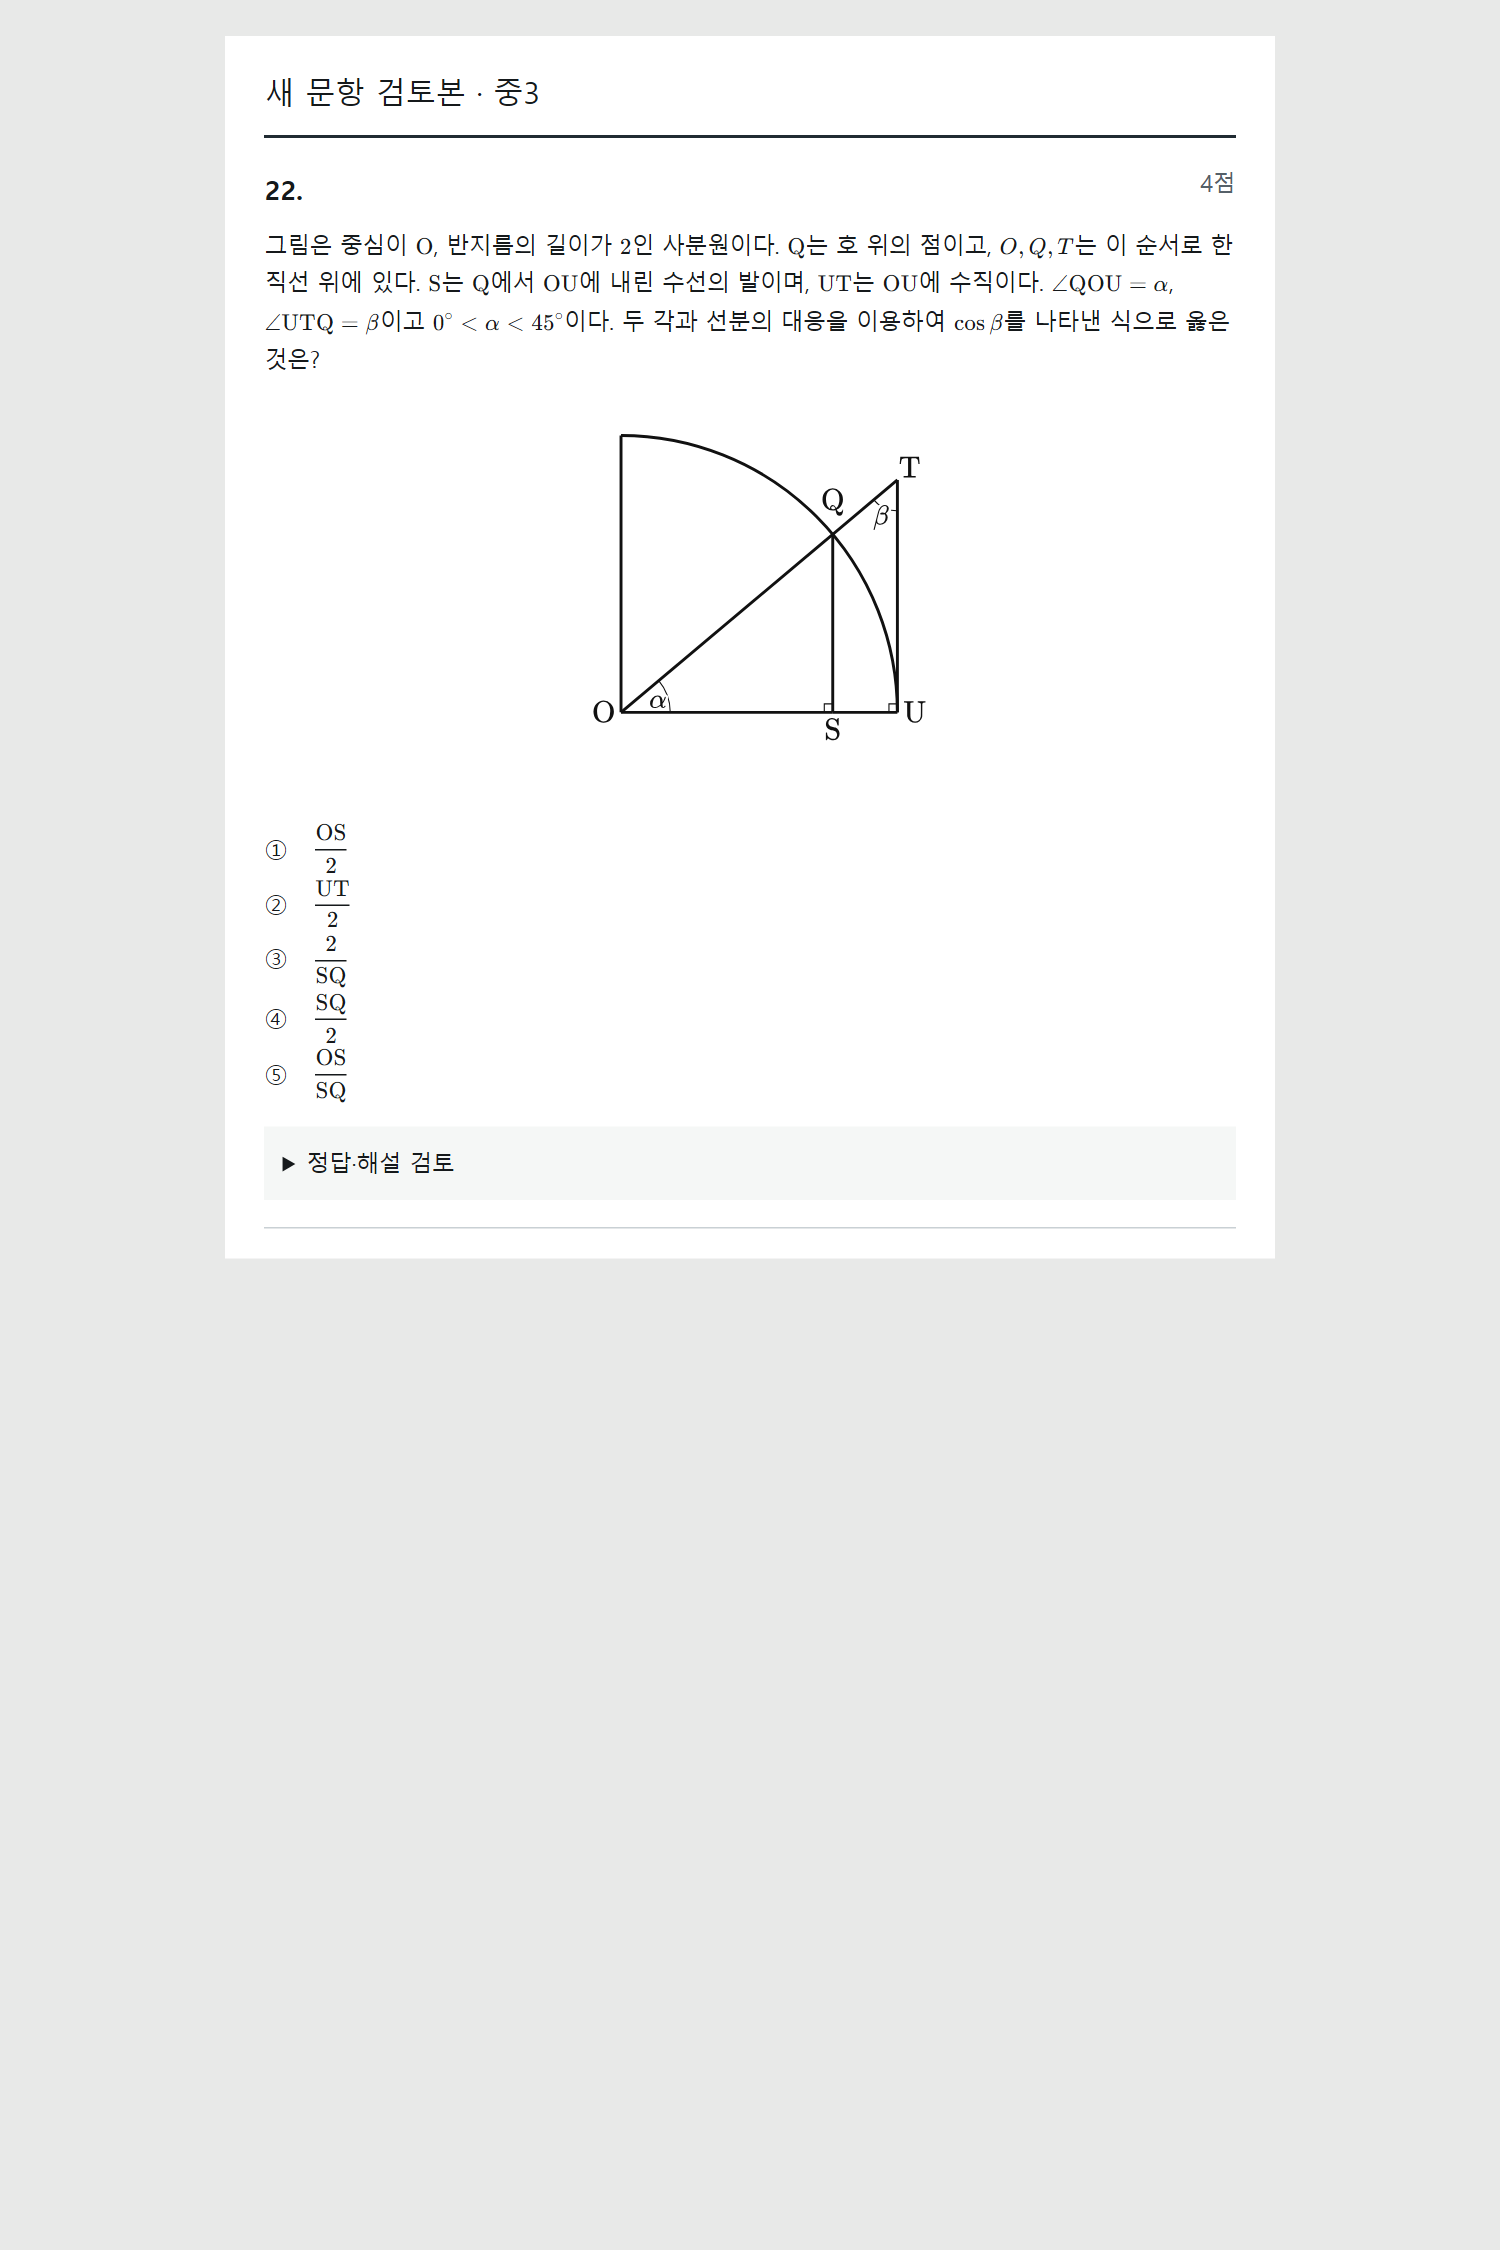 새 문항 검토본 · 중3
22.
4점
그림은 중심이 O, 반지름의 길이가 2인 사분원이다. Q는 호 위의 점이고, O, Q, T는 이 순서로 한
직선 위에 있다. S는 Q에서 OU에 내린 수선의 발이며, UT는 OU에 수직이다. ∠QOU = α,
∠UTQ = β이고 0° < α < 45°이다. 두 각과 선분의 대응을 이용하여 cos β를 나타낸 식으로 옳은
것은?
T
Q
β
α
O
U
S
① OS/2
② UT/2
③ 2/SQ
④ SQ/2
⑤ OS/SQ
▶ 정답·해설 검토